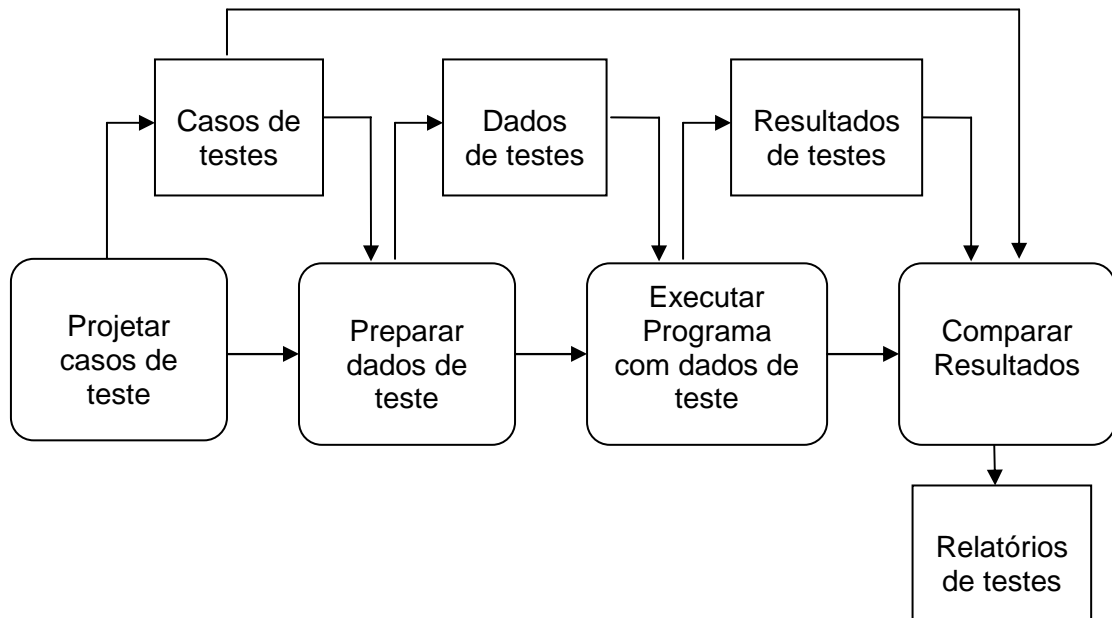 Casos de
testes
Dados
de testes
Resultados
de testes
Projetar
casos de
teste
Preparar
dados de
teste
Executar
Programa
com dados de
teste
Comparar
Resultados
Relatórios
de testes